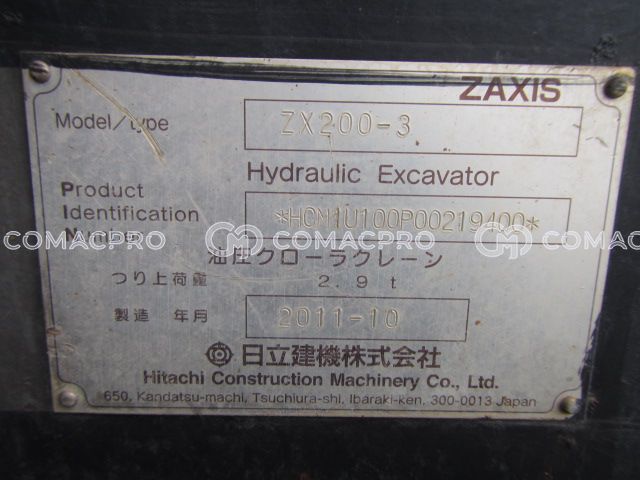 ZAXIS
Model/type ZX200-3
Hydraulic Excavator
Product
Identification *HCM1U100P00219400*
Number
COMACPRO COMACPRO COMACPRO
油圧クローラクレーン
つり上荷重 2.9 t
製造 年月 2011-10
日立建機株式会社
Hitachi Construction Machinery Co., Ltd.
650, Kandatsu-machi, Tsuchiura-shi, Ibaraki-ken, 300-0013 Japan